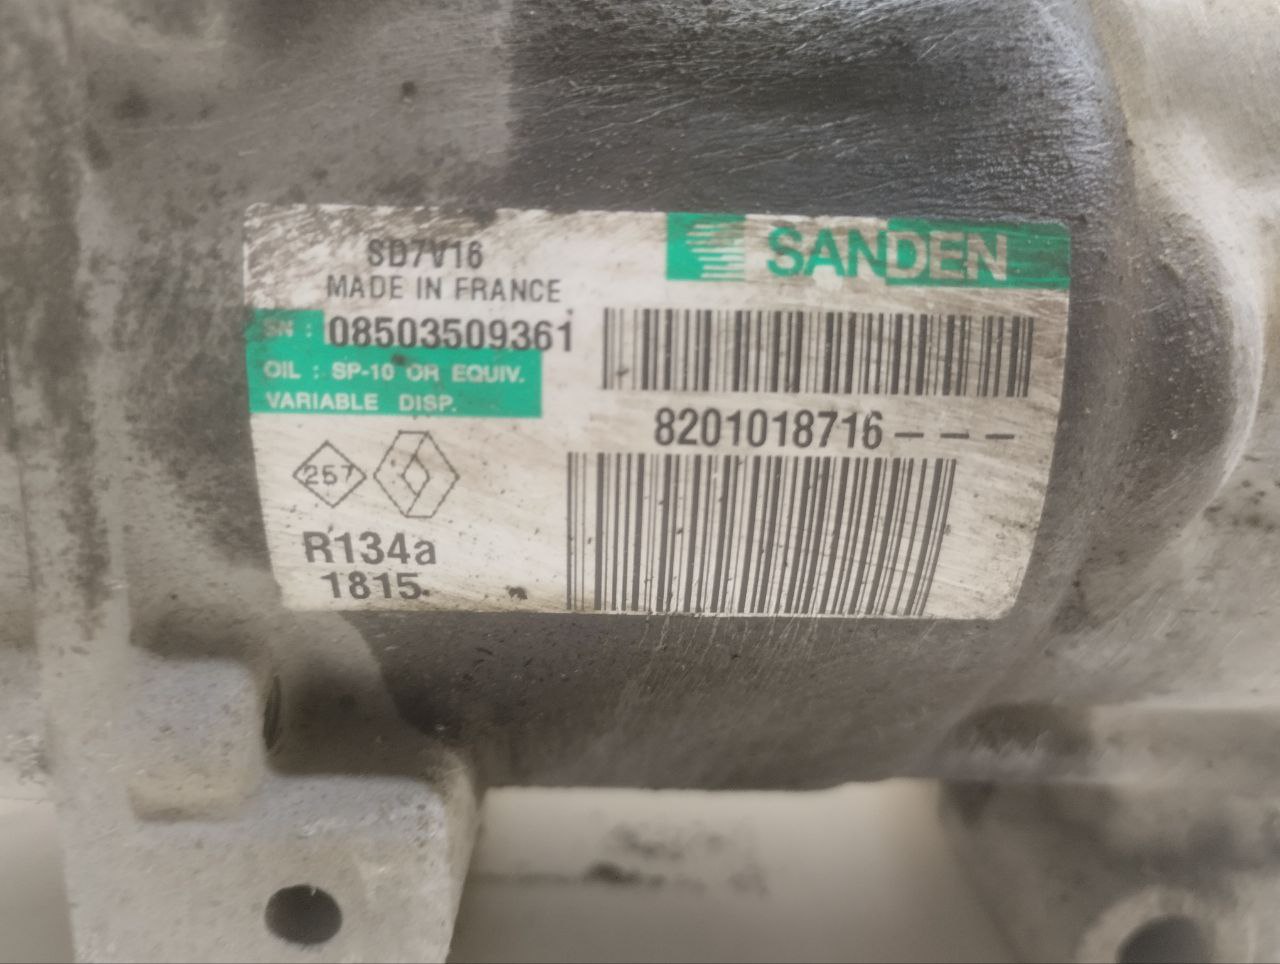 SD7V16
MADE IN FRANCE
SANDEN
SN : 08503509361
OIL : SP-10 OR EQUIV.
VARIABLE DISP.
8201018716---
257
R134a
1815